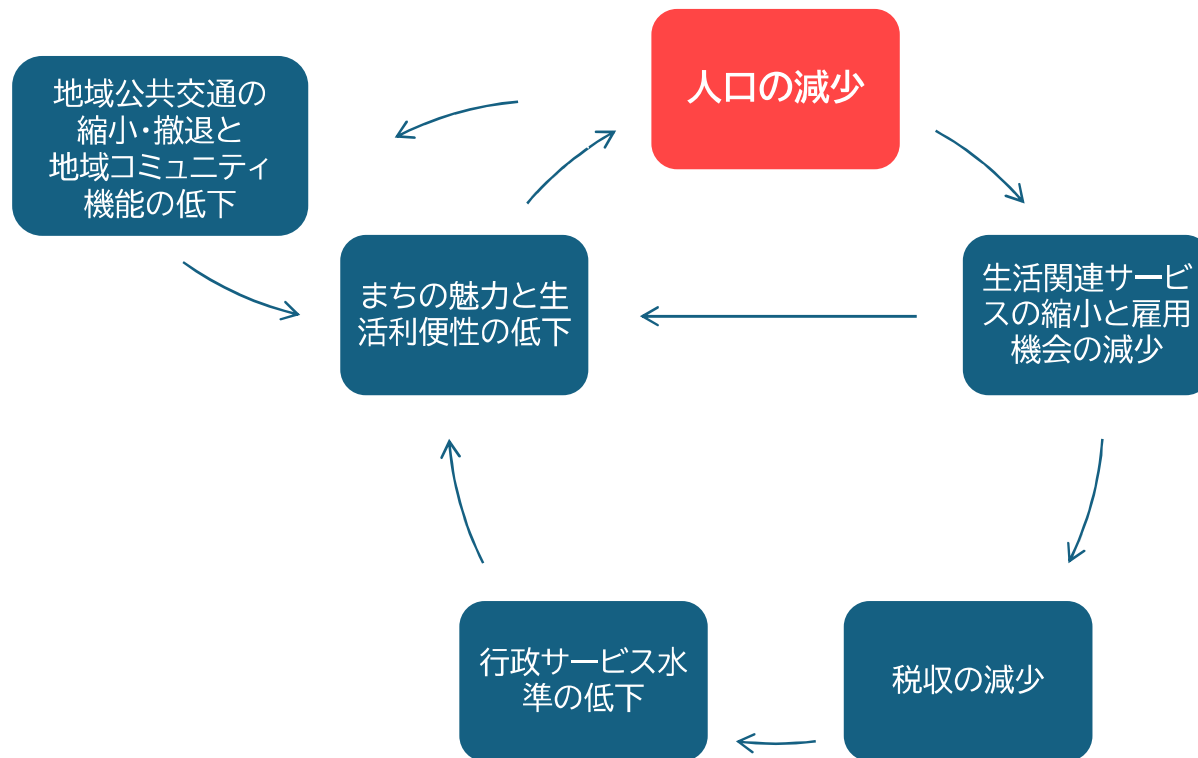 人口の減少
地域公共交通の
縮小・撤退と
地域コミュニティ
機能の低下
まちの魅力と生
活利便性の低下
生活関連サービ
スの縮小と雇用
機会の減少
行政サービス水
準の低下
税収の減少